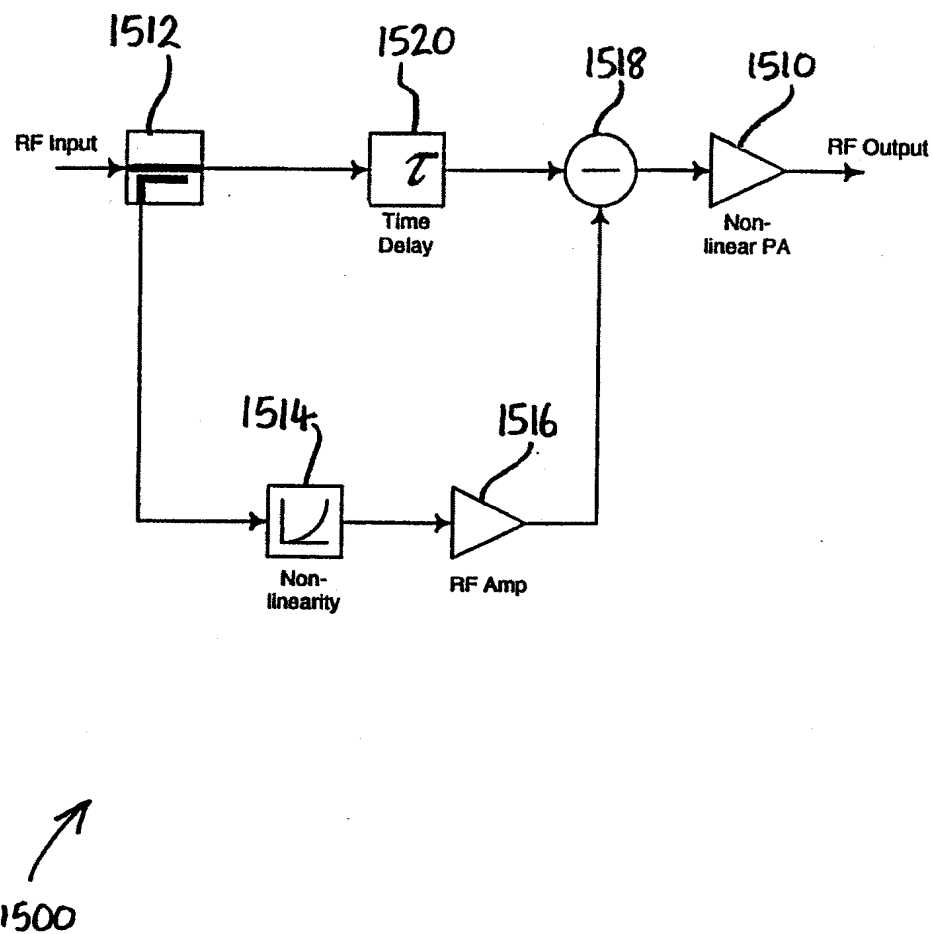 1512
1520
1518
1510
RF Input
τ
RF Output
Time
Delay
Non-
linear PA
1514
1516
Non-
linearity
RF Amp
1500